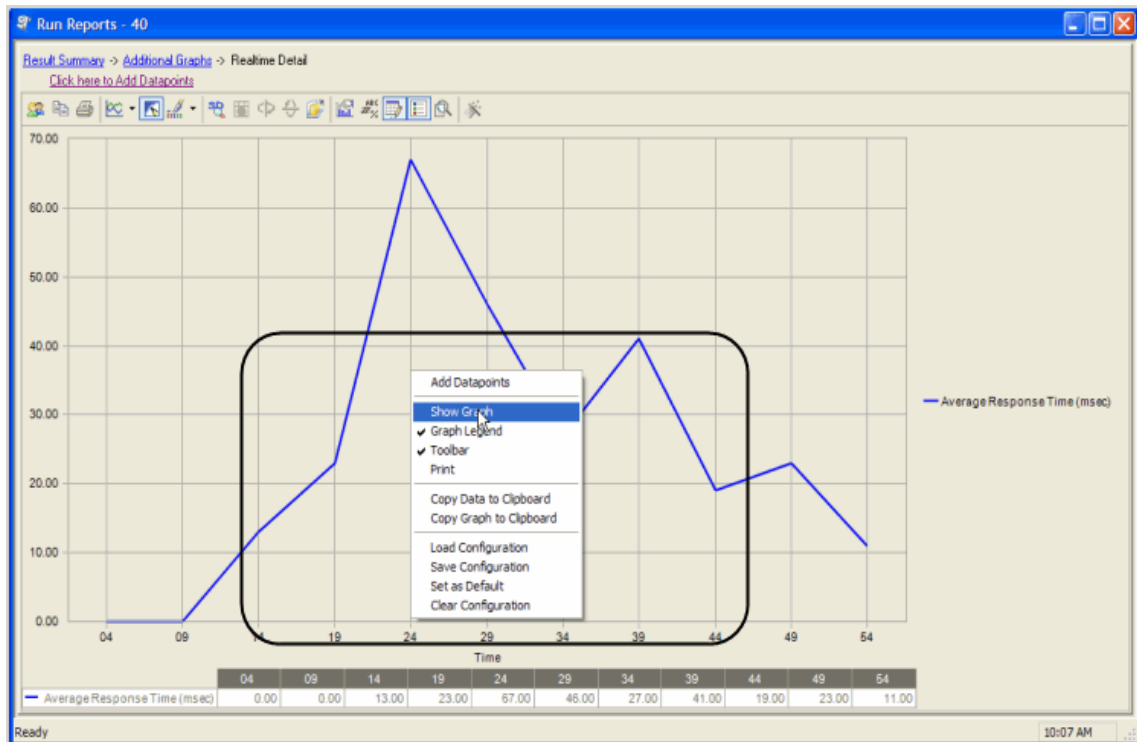 Run Reports - 40
Result Summary -> Additional Graphs -> Realtime Detail
Click here to Add Datapoints
70.00
60.00
50.00
40.00
30.00
20.00
10.00
0.00
Add Datapoints
Show Graph
Graph Legend
Toolbar
Print
Copy Data to Clipboard
Copy Graph to Clipboard
Load Configuration
Save Configuration
Set as Default
Clear Configuration
Average Response Time (msec)
04 09 14 19 24 29 34 39 44 49 54
Time
04 09 14 19 24 29 34 39 44 49 54
Average Response Time (msec) 0.00 0.00 13.00 23.00 67.00 46.00 27.00 41.00 19.00 23.00 11.00
Ready 10:07 AM